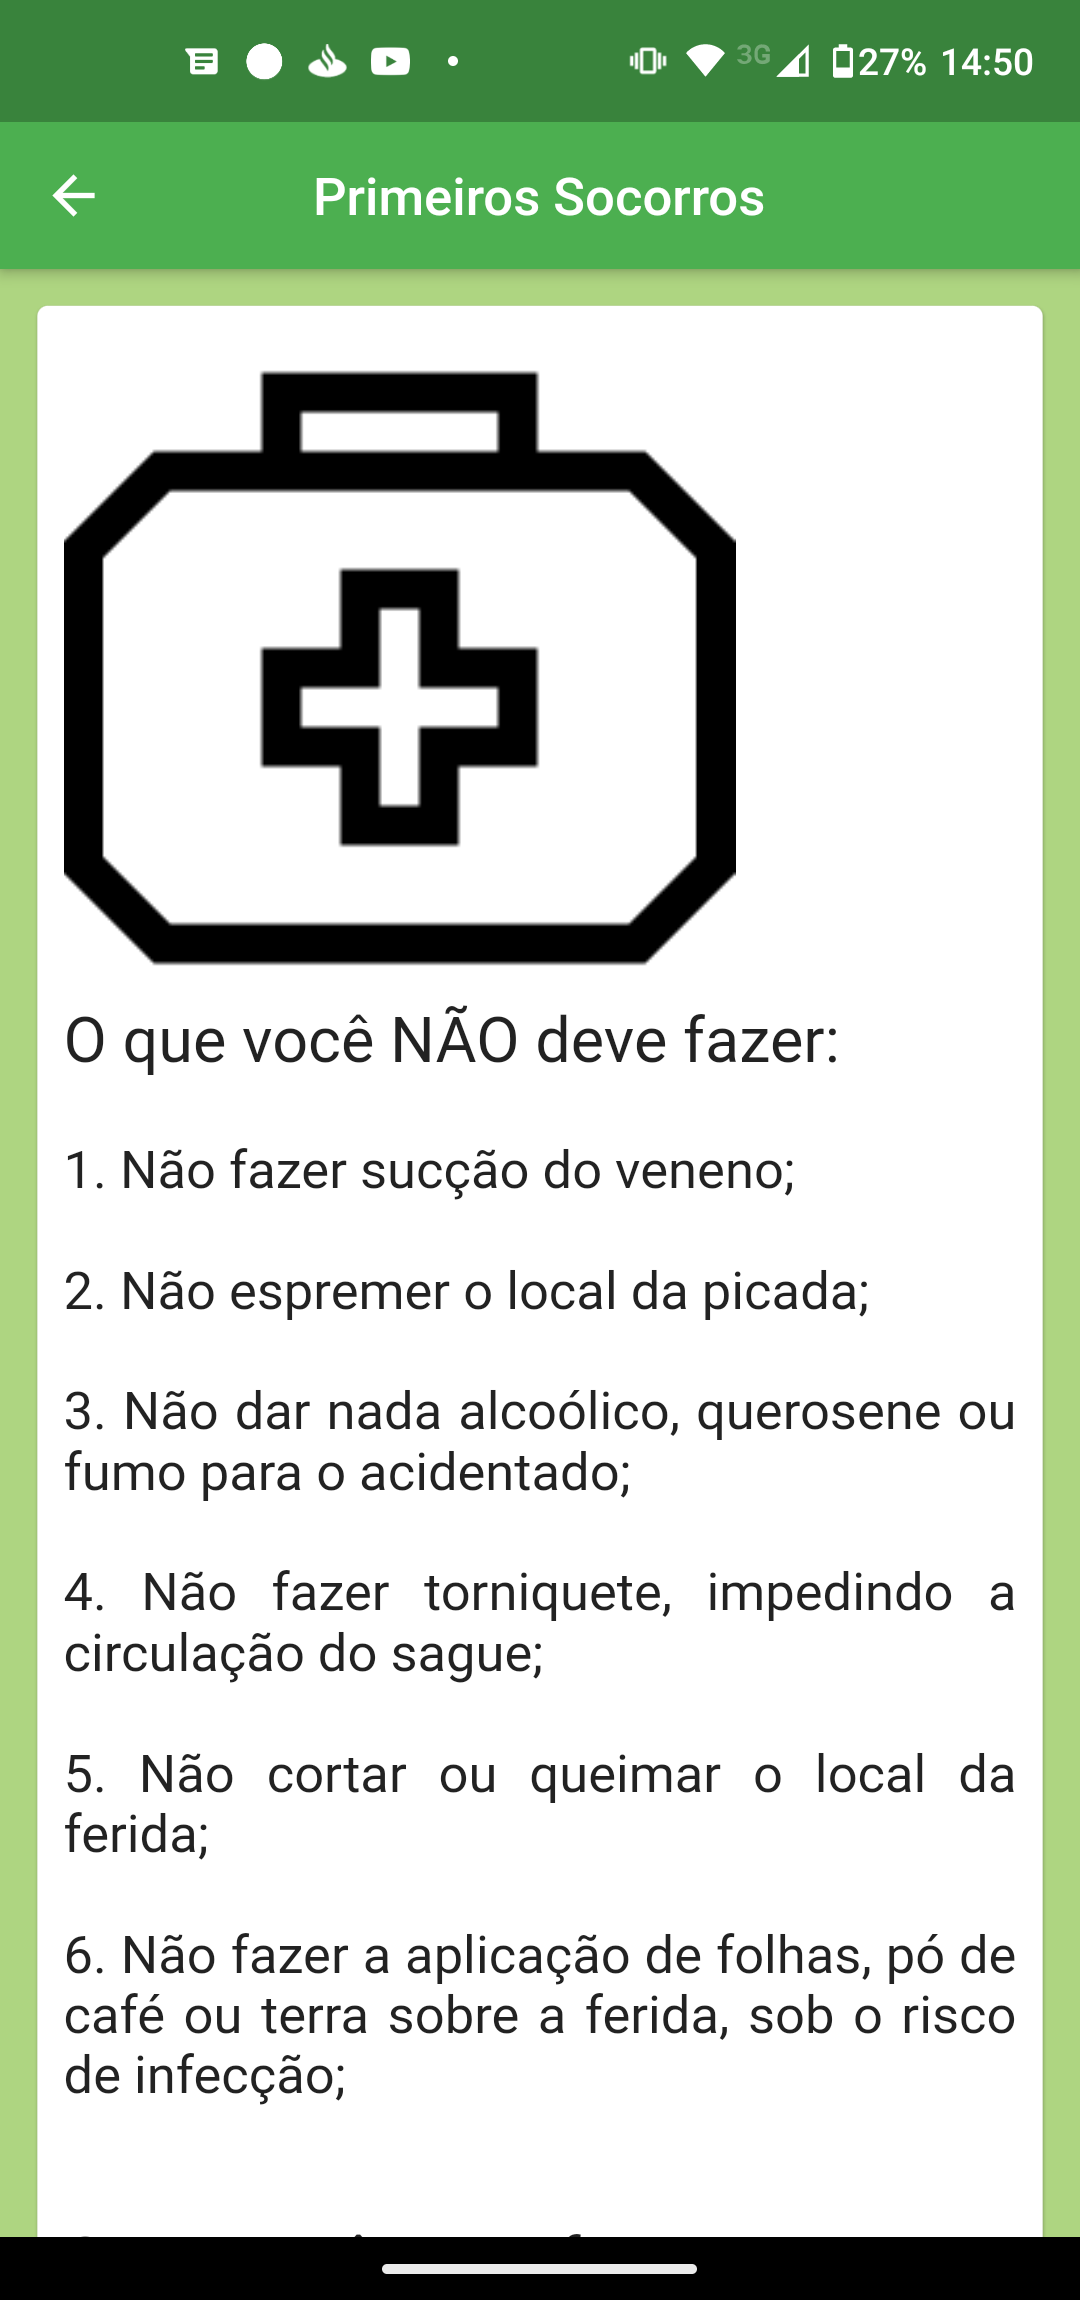 3G 27% 14:50
Primeiros Socorros
O que você NÃO deve fazer:
1. Não fazer sucção do veneno;
2. Não espremer o local da picada;
3. Não dar nada alcoólico, querosene ou
fumo para o acidentado;
4. Não fazer torniquete, impedindo a
circulação do sague;
5. Não cortar ou queimar o local da
ferida;
6. Não fazer a aplicação de folhas, pó de
café ou terra sobre a ferida, sob o risco
de infecção;